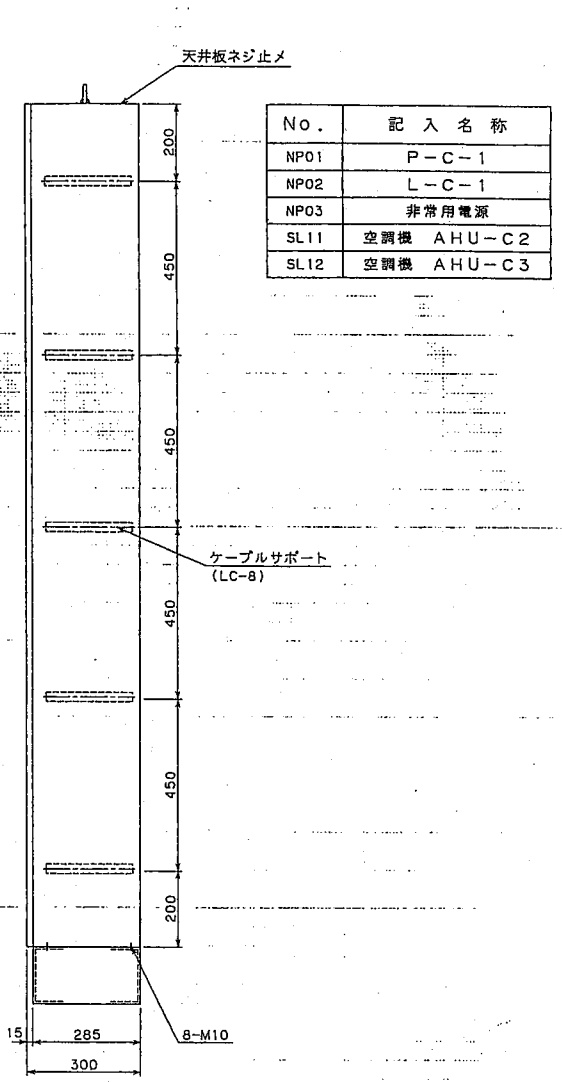 天井板ネジ止メ
No. 記入名称
NP01 P-C-1
NP02 L-C-1
NP03 非常用電源
SL11 空調機 AHU-C2
SL12 空調機 AHU-C3
200
450
450
ケーブルサポート
(LC-8)
450
450
200
15 285 8-M10
300